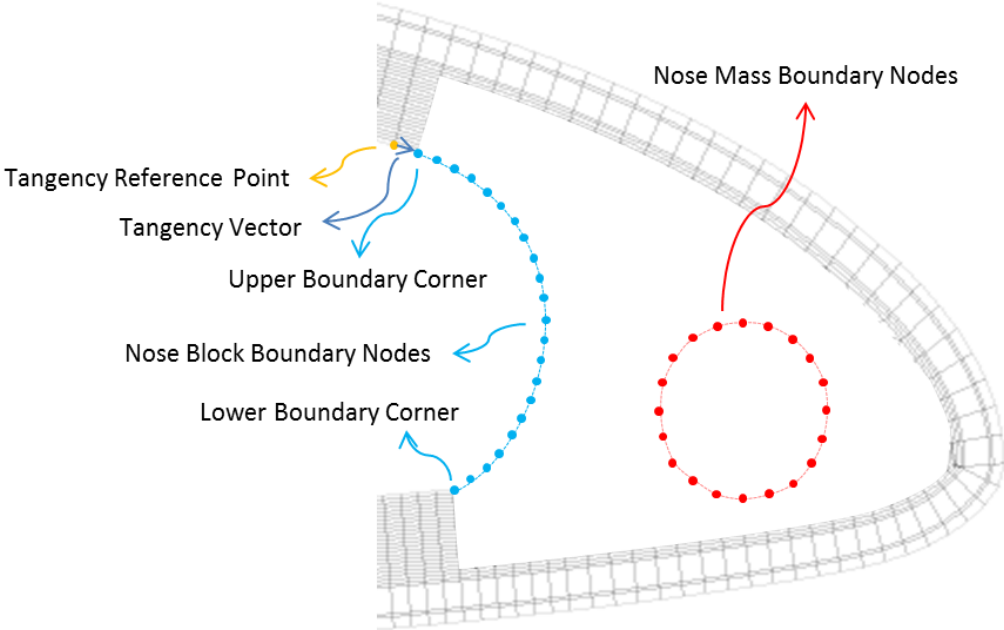 Nose Mass Boundary Nodes
Tangency Reference Point
Tangency Vector
Upper Boundary Corner
Nose Block Boundary Nodes
Lower Boundary Corner